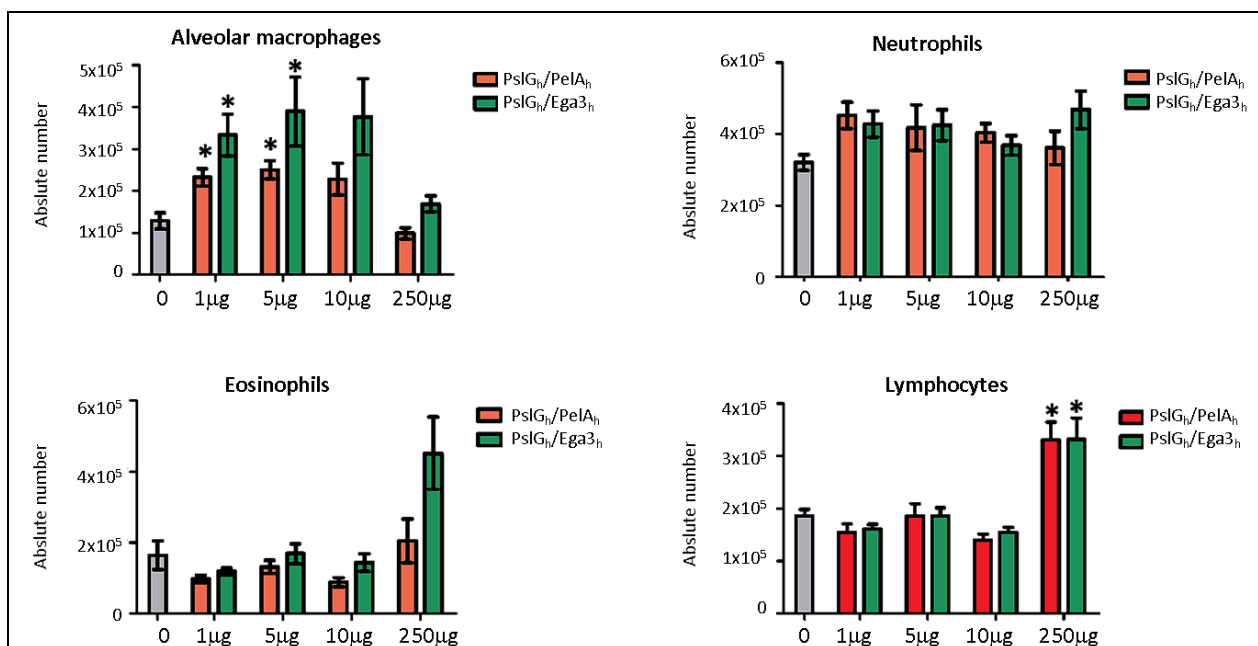 Alveolar macrophages
Abslute number
5x10⁵
4x10⁵
3x10⁵
2x10⁵
1x10⁵
0
0 1µg 5µg 10µg 250µg
* * * *
PslGₕ/PelAₕ
PslGₕ/Ega3ₕ
Neutrophils
Abslute number
6x10⁵
4x10⁵
2x10⁵
0
0 1µg 5µg 10µg 250µg
PslGₕ/PelAₕ
PslGₕ/Ega3ₕ
Eosinophils
Abslute number
6x10⁵
4x10⁵
2x10⁵
0
0 1µg 5µg 10µg 250µg
PslGₕ/PelAₕ
PslGₕ/Ega3ₕ
Lymphocytes
Abslute number
4x10⁵
3x10⁵
2x10⁵
1x10⁵
0
0 1µg 5µg 10µg 250µg
* *
PslGₕ/PelAₕ
PslGₕ/Ega3ₕ